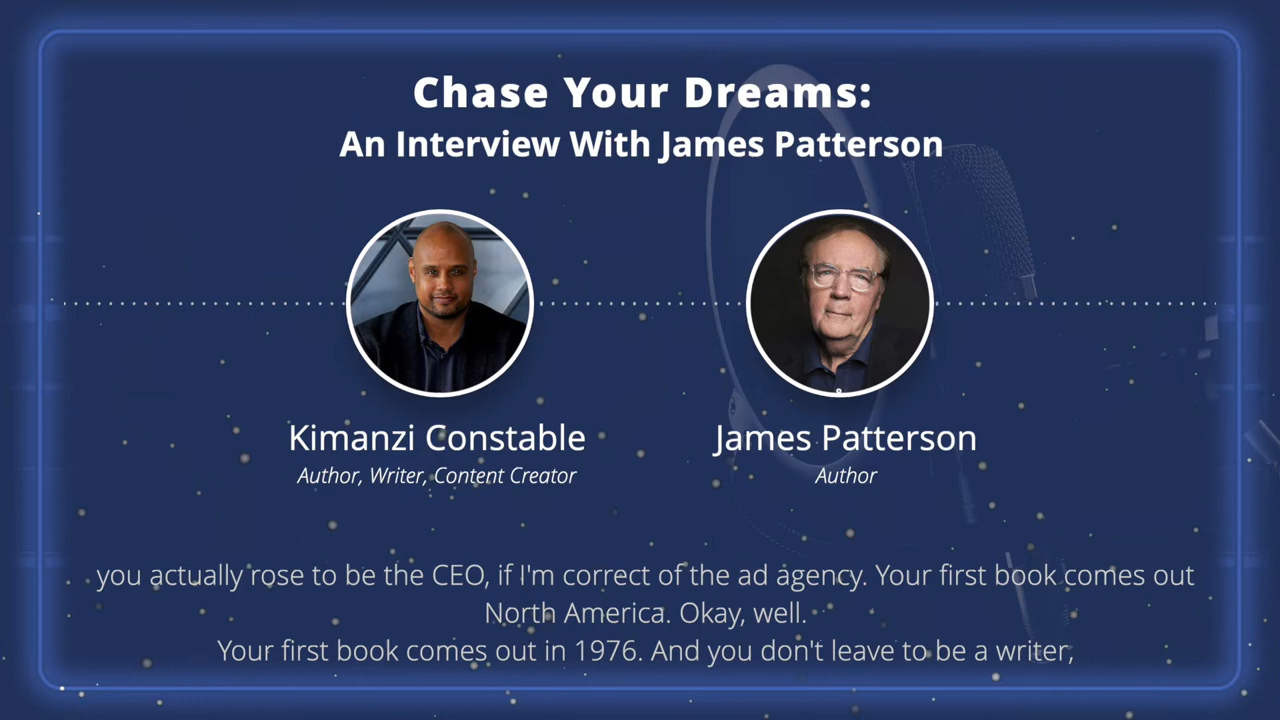 Chase Your Dreams:
An Interview With James Patterson
Kimanzi Constable
James Patterson
Author, Writer, Content Creator
Author
you actually rose to be the CEO, if I'm correct of the ad agency. Your first book comes out
North America. Okay, well.
Your first book comes out in 1976. And you don't leave to be a writer,